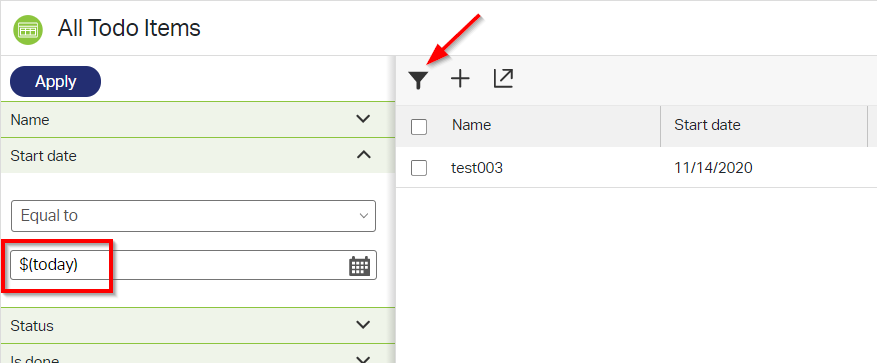 All Todo Items
Apply
Name
Start date
Equal to
$(today)
Status
Is done
Name
Start date
test003
11/14/2020